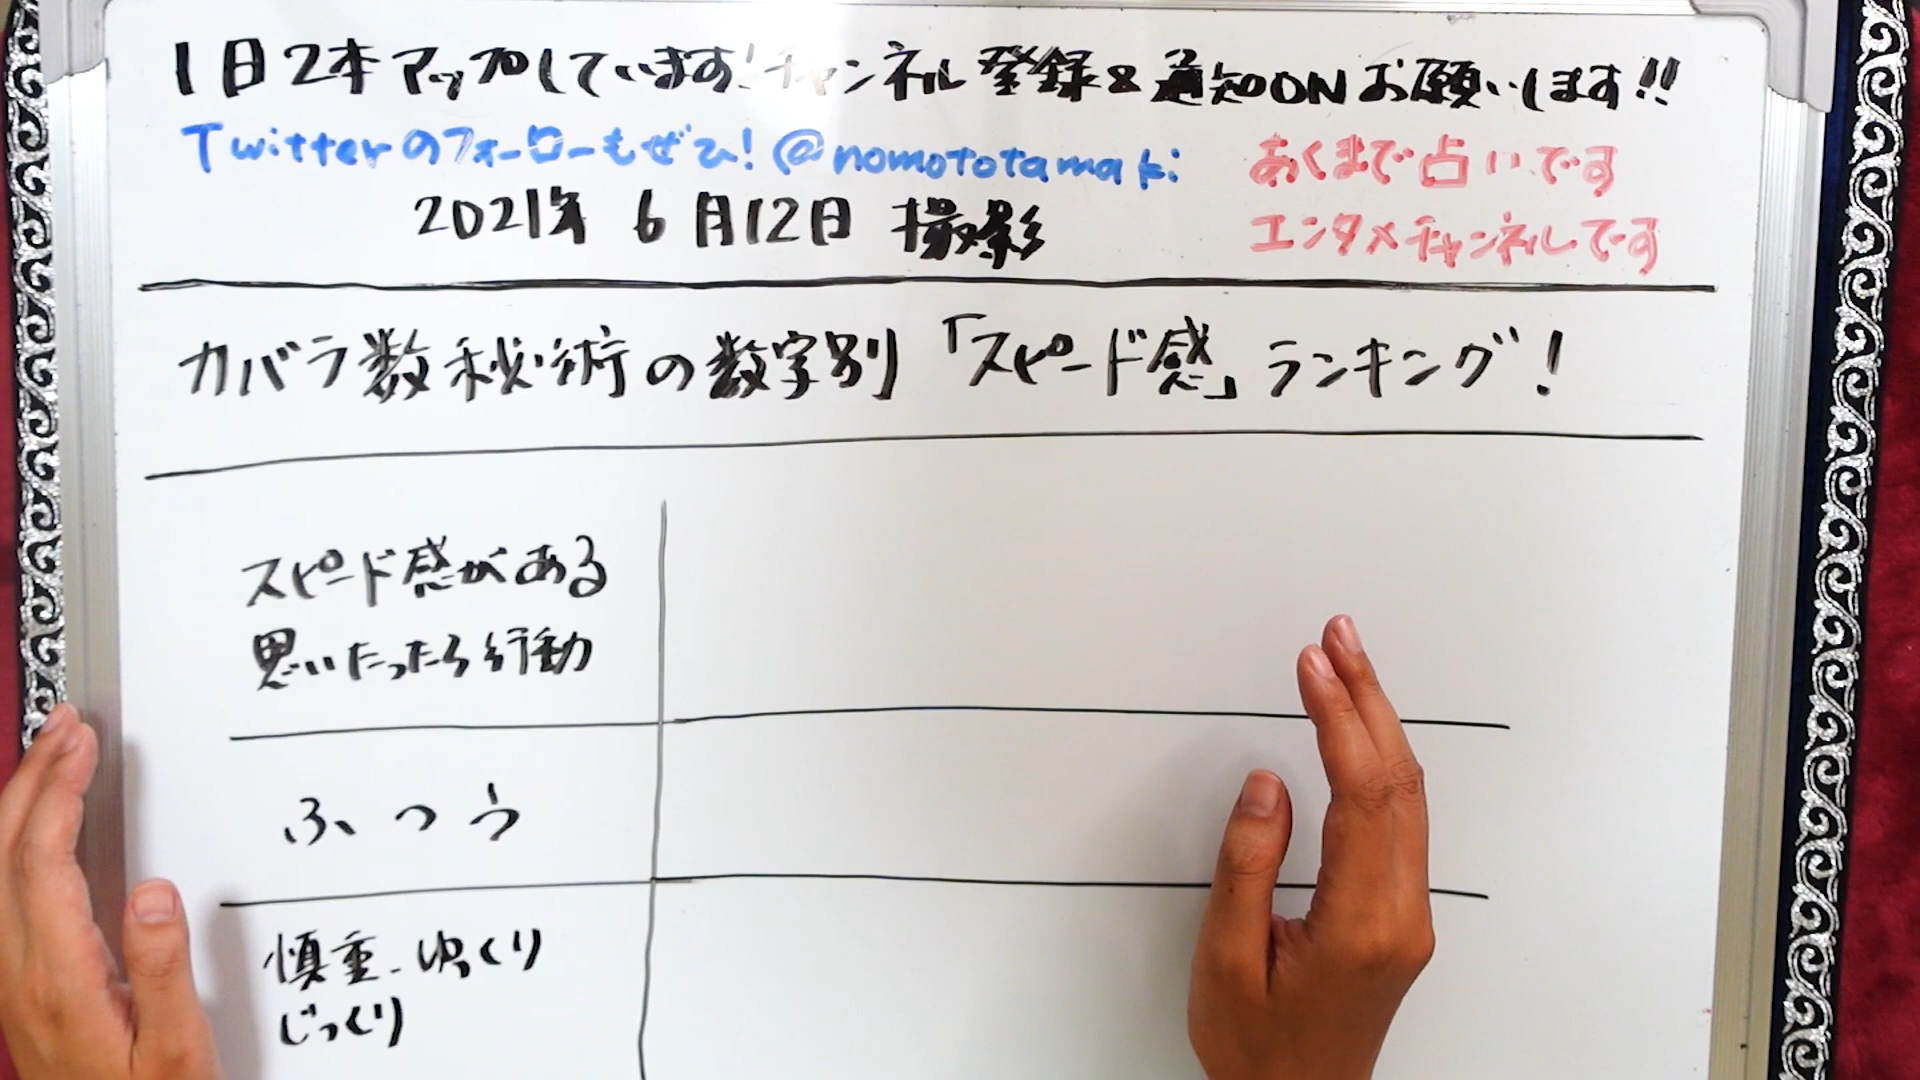 1日2本アップしています!チャンネル登録&通知ONお願いします!!
Twitterのフォローもぜひ!@nomototamaki
あくまで占いです
2021年 6月12日 撮影
エンタメチャンネルです
カバラ数秘術の数字別「スピード感」ランキング!
スピード感がある
思いたったら行動
ふつう
慎重.ゆっくり
じっくり